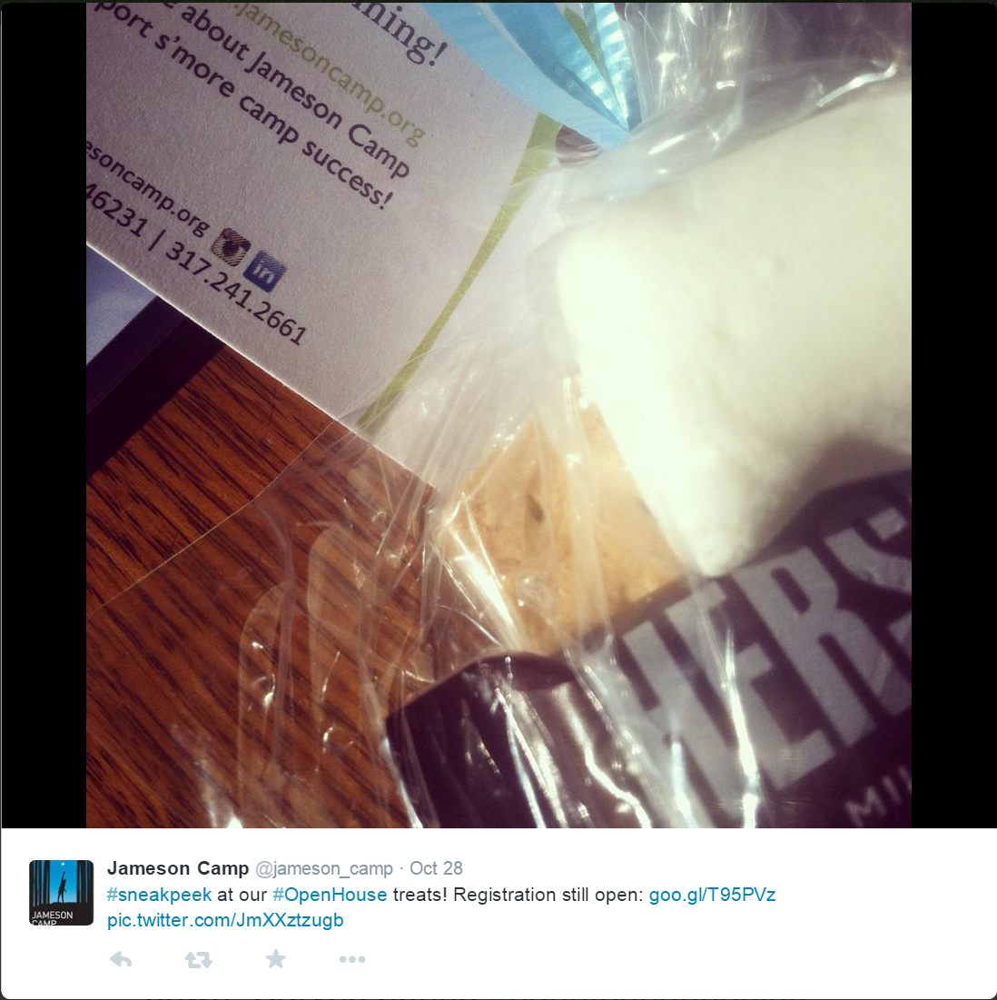 ning!
.jamesoncamp.org
about Jameson Camp
port s'more camp success!
esoncamp.org
in
46231 | 317.241.2661
HERS
MI
Jameson Camp @jameson_camp · Oct 28
#sneakpeek at our #OpenHouse treats! Registration still open: goo.gl/T95PVz
pic.twitter.com/JmXXztzugb
JAMESON
CAMP